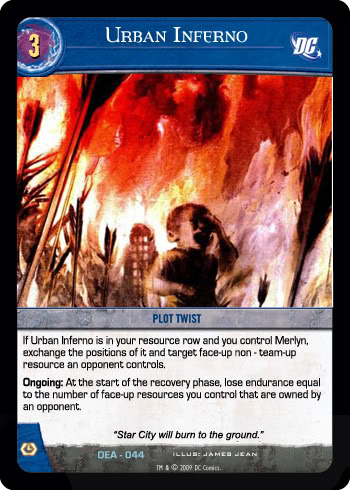 3
URBAN INFERNO
DC
PLOT TWIST
If Urban Inferno is in your resource row and you control Merlyn,
exchange the positions of it and target face-up non - team-up
resource an opponent controls.
Ongoing: At the start of the recovery phase, lose endurance equal
to the number of face-up resources you control that are owned by
an opponent.
"Star City will burn to the ground."
DEA - 044 ILLUS: JAMES JEAN
TM & © 2009 DC Comics.